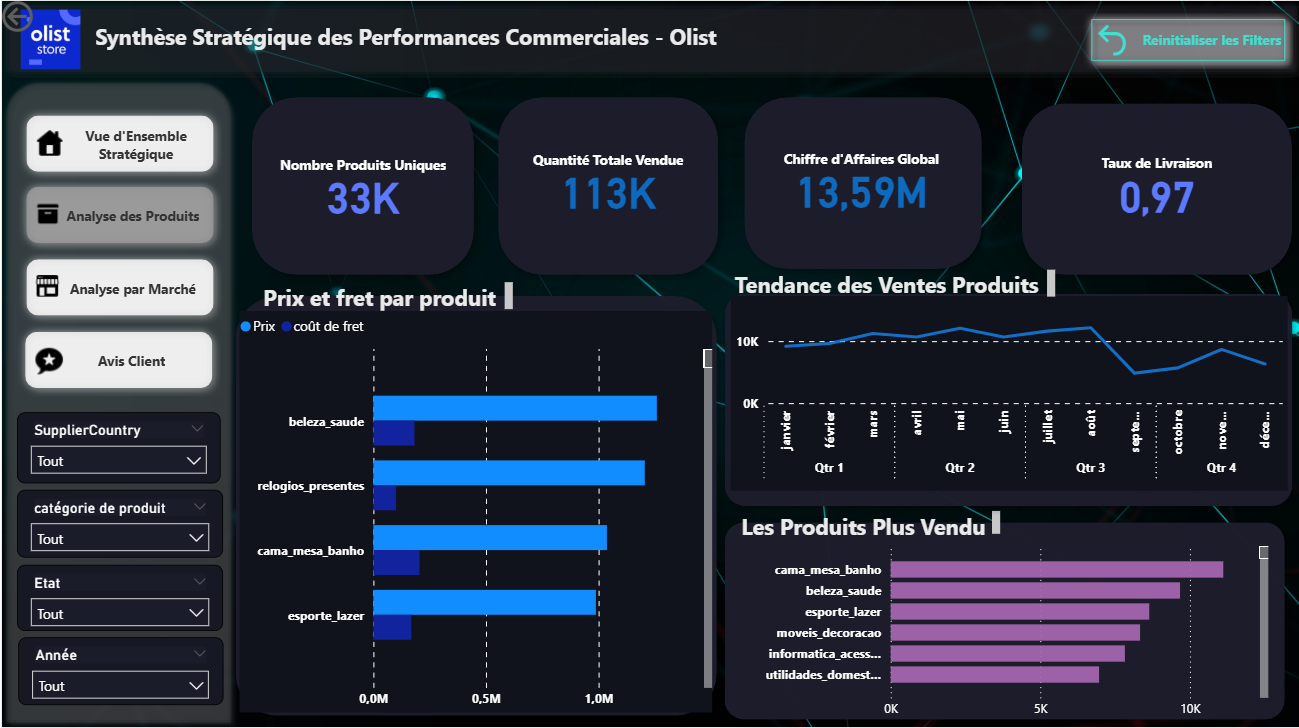 olist
store
Synthèse Stratégique des Performances Commerciales - Olist
Reinitialiser les Filters
Vue d'Ensemble
Stratégique
Analyse des Produits
Analyse par Marché
Avis Client
SupplierCountry
Tout
catégorie de produit
Tout
Etat
Tout
Année
Tout
Nombre Produits Uniques
33K
Quantité Totale Vendue
113K
Chiffre d'Affaires Global
13,59M
Taux de Livraison
0,97
Prix et fret par produit
Prix coût de fret
beleza_saude
relogios_presentes
cama_mesa_banho
esporte_lazer
0,0M 0,5M 1,0M
Tendance des Ventes Produits
10K
0K
janvier février mars avril mai juin juillet août septe... octobre nove... déce...
Qtr 1 Qtr 2 Qtr 3 Qtr 4
Les Produits Plus Vendu
cama_mesa_banho
beleza_saude
esporte_lazer
moveis_decoracao
informatica_acess...
utilidades_domest...
0K 5K 10K